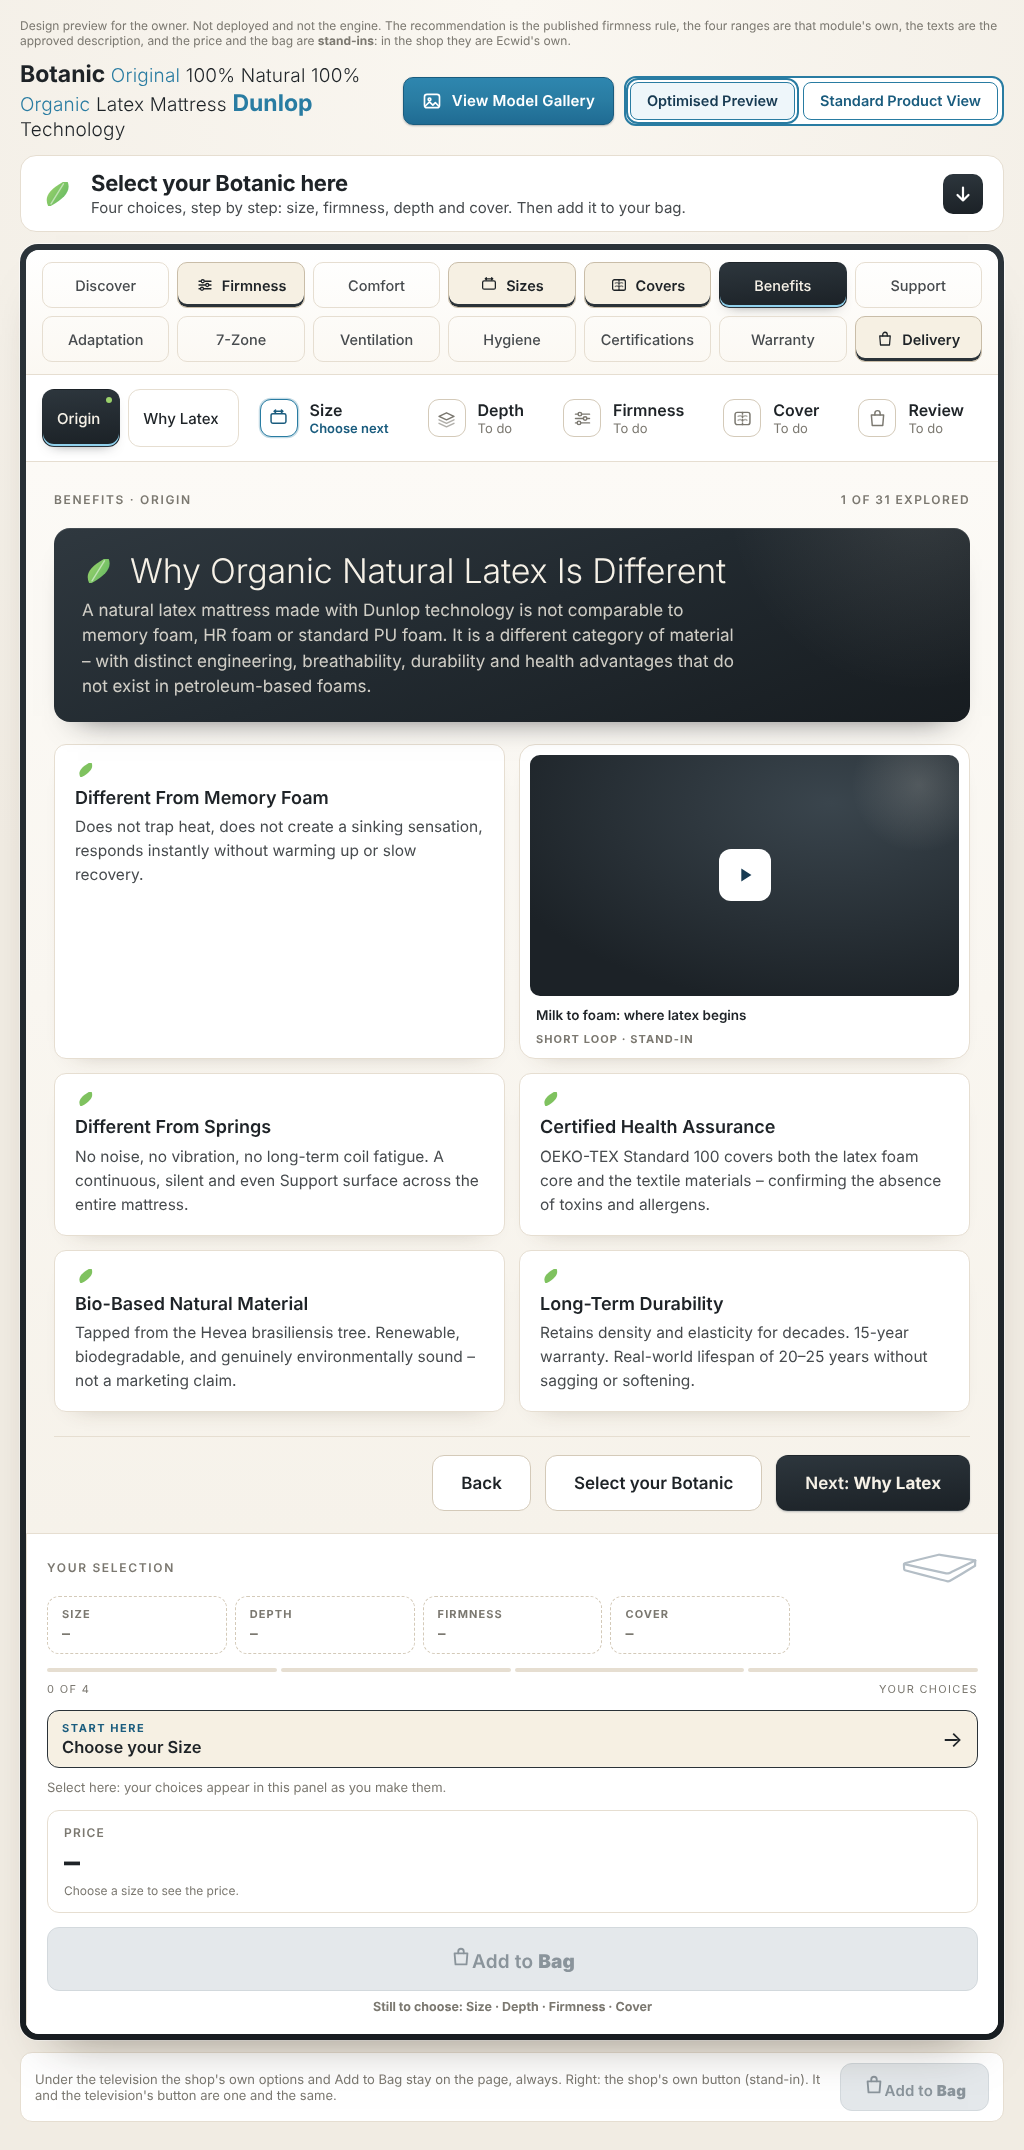 Design preview for the owner. Not deployed and not the engine. The recommendation is the published firmness rule, the four ranges are that module's own, the texts are the
approved description, and the price and the bag are stand-ins: in the shop they are Ecwid's own.
Botanic Original 100% Natural 100%
Organic Latex Mattress Dunlop
Technology
View Model Gallery
Optimised Preview
Standard Product View
Select your Botanic here
Four choices, step by step: size, firmness, depth and cover. Then add it to your bag.
Discover
Firmness
Comfort
Sizes
Covers
Benefits
Support
Adaptation
7-Zone
Ventilation
Hygiene
Certifications
Warranty
Delivery
Origin
Why Latex
Size
Choose next
Depth
To do
Firmness
To do
Cover
To do
Review
To do
BENEFITS · ORIGIN
1 OF 31 EXPLORED
Why Organic Natural Latex Is Different
A natural latex mattress made with Dunlop technology is not comparable to
memory foam, HR foam or standard PU foam. It is a different category of material
– with distinct engineering, breathability, durability and health advantages that do
not exist in petroleum-based foams.
Different From Memory Foam
Does not trap heat, does not create a sinking sensation,
responds instantly without warming up or slow
recovery.
Milk to foam: where latex begins
SHORT LOOP · STAND-IN
Different From Springs
No noise, no vibration, no long-term coil fatigue. A
continuous, silent and even Support surface across the
entire mattress.
Certified Health Assurance
OEKO-TEX Standard 100 covers both the latex foam
core and the textile materials – confirming the absence
of toxins and allergens.
Bio-Based Natural Material
Tapped from the Hevea brasiliensis tree. Renewable,
biodegradable, and genuinely environmentally sound –
not a marketing claim.
Long-Term Durability
Retains density and elasticity for decades. 15-year
warranty. Real-world lifespan of 20–25 years without
sagging or softening.
Back
Select your Botanic
Next: Why Latex
YOUR SELECTION
SIZE
–
DEPTH
–
FIRMNESS
–
COVER
–
0 OF 4
YOUR CHOICES
START HERE
Choose your Size
Select here: your choices appear in this panel as you make them.
PRICE
–
Choose a size to see the price.
Add to Bag
Still to choose: Size · Depth · Firmness · Cover
Under the television the shop's own options and Add to Bag stay on the page, always. Right: the shop's own button (stand-in). It
and the television's button are one and the same.
Add to Bag